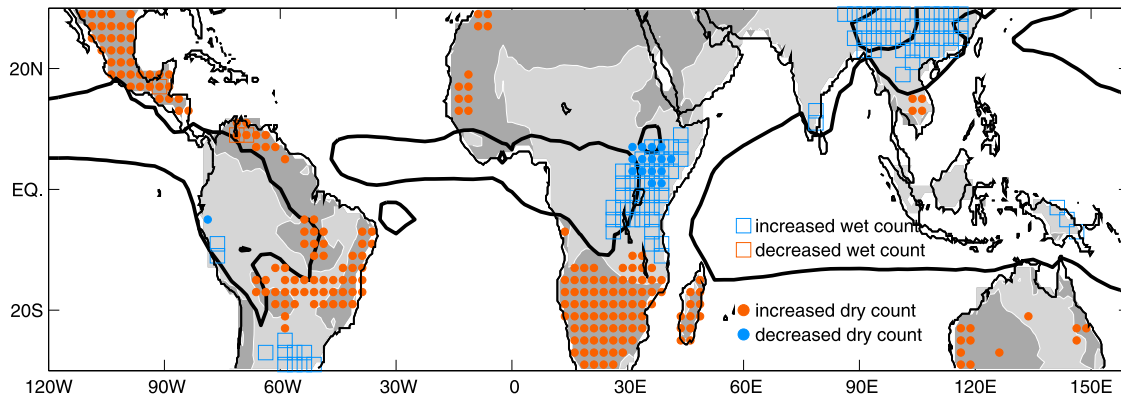 20N
EQ.
20S
increased wet count
decreased wet count
increased dry count
decreased dry count
120W 90W 60W 30W 0 30E 60E 90E 120E 150E